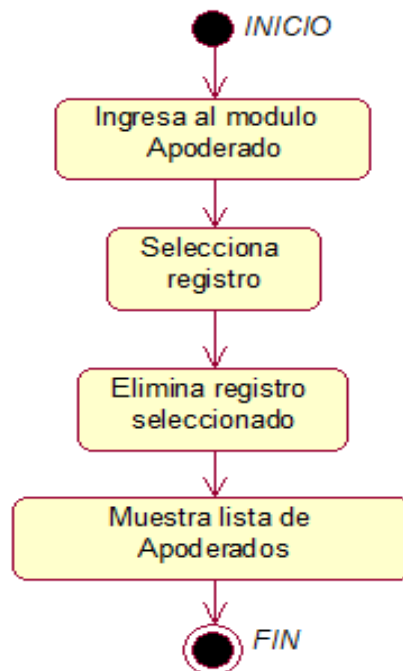 INICIO
Ingresa al modulo
Apoderado
Selecciona
registro
Elimina registro
seleccionado
Muestra lista de
Apoderados
FIN